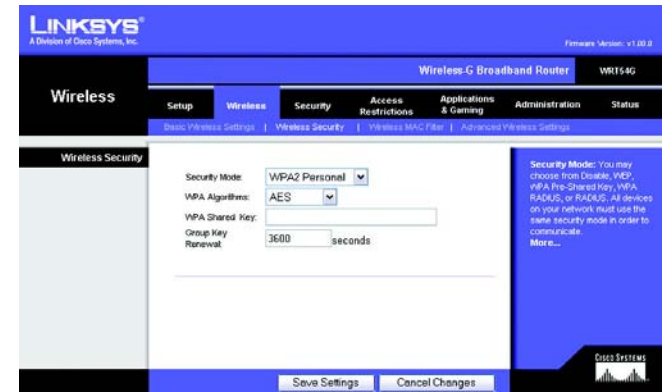 LINKSYS®
A Division of Cisco Systems, Inc.
Firmware Version: v1.00.0
Wireless-G Broadband Router WRT54G
Wireless
Setup Wireless Security Access Restrictions Applications & Gaming Administration Status
Basic Wireless Settings | Wireless Security | Wireless MAC Filter | Advanced Wireless Settings
Wireless Security
Security Mode: WPA2 Personal
WPA Algorithms: AES
WPA Shared Key:
Group Key Renewal: 3600 seconds
Security Mode: You may
choose from Disable, WEP,
WPA Pre-Shared Key, WPA
RADIUS, or RADIUS. All devices
on your network must use the
same security mode in order to
communicate.
More...
CISCO SYSTEMS
Save Settings Cancel Changes